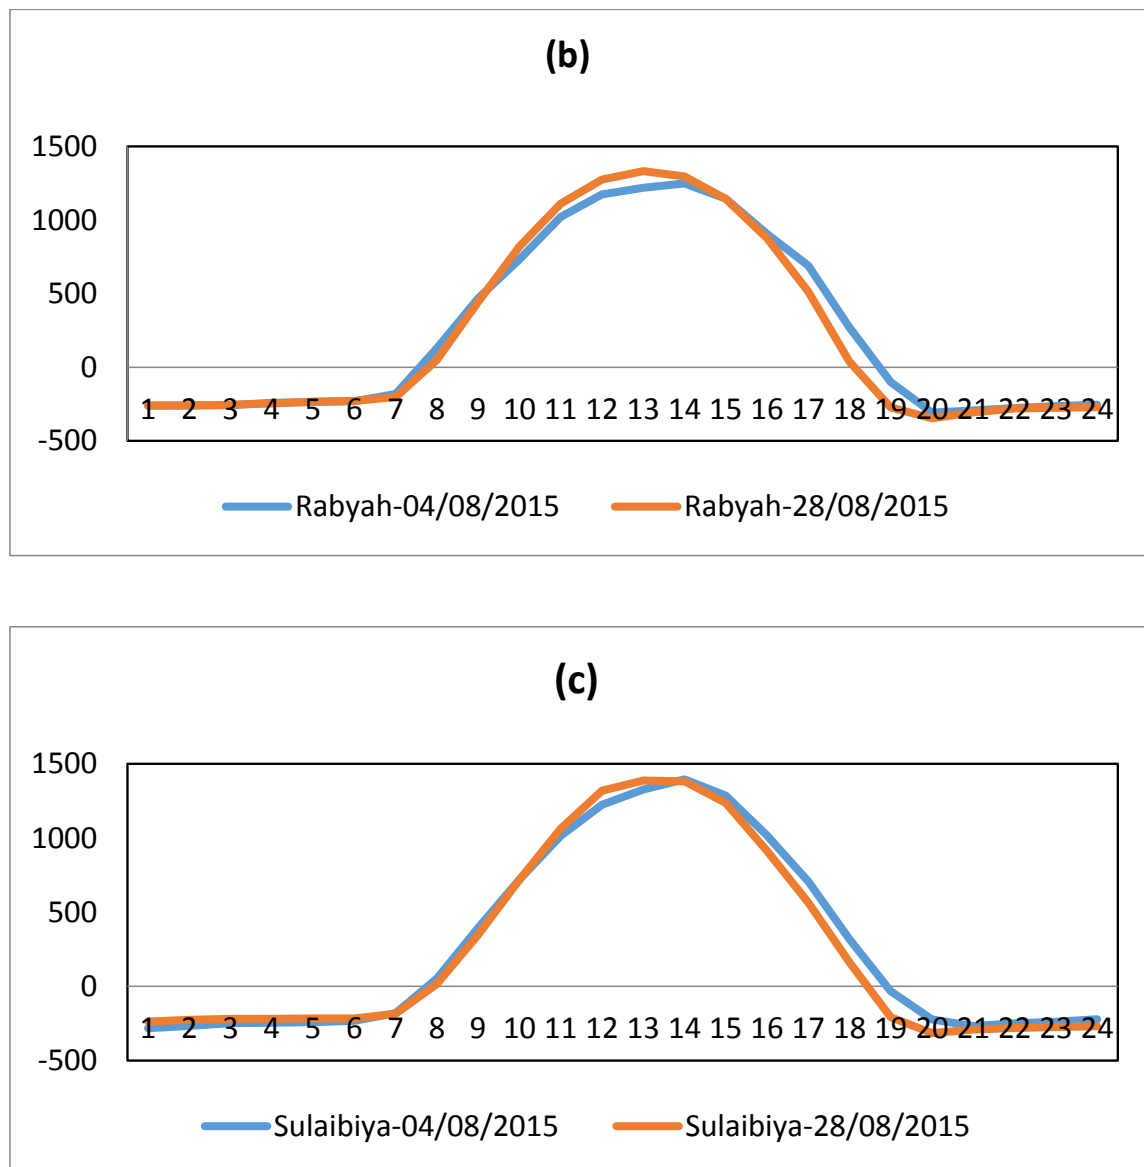 (b)
1500
1000
500
0
1 2 3 4 5 6 7 8 9 10 11 12 13 14 15 16 17 18 19 20 21 22 23 24
-500
Rabyah-04/08/2015 Rabyah-28/08/2015
(c)
1500
1000
500
0
1 2 3 4 5 6 7 8 9 10 11 12 13 14 15 16 17 18 19 20 21 22 23 24
-500
Sulaibiya-04/08/2015 Sulaibiya-28/08/2015